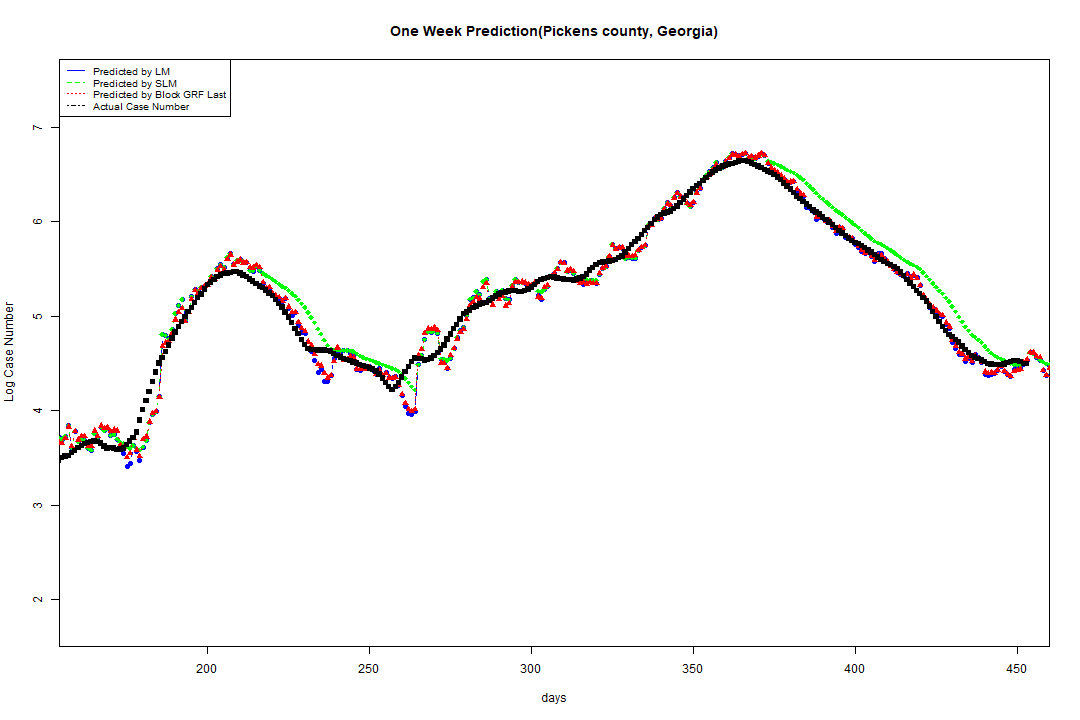 One Week Prediction(Pickens county, Georgia)
Predicted by LM
Predicted by SLM
Predicted by Block GRF Last
Actual Case Number
7
6
5
4
3
2
Log Case Number
200 250 300 350 400 450
days